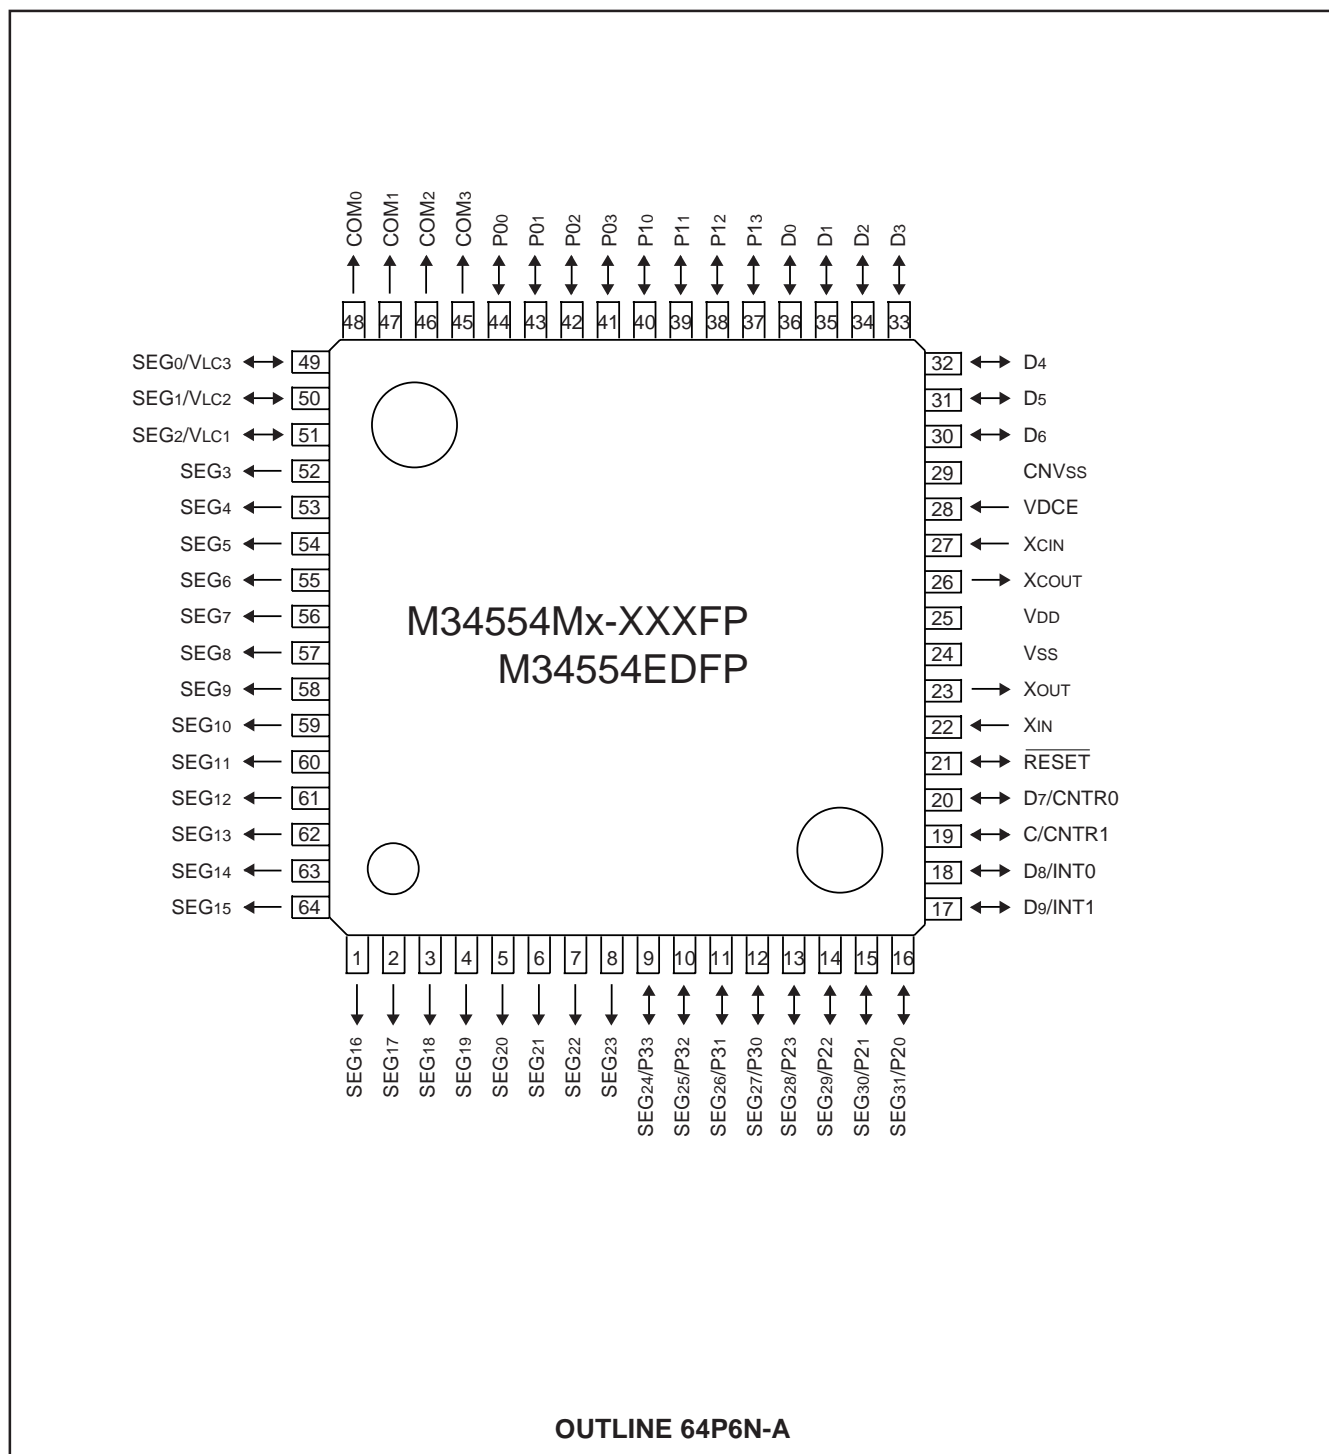 COM0
COM1
COM2
COM3
P00
P01
P02
P03
P10
P11
P12
P13
D0
D1
D2
D3
48 47 46 45 44 43 42 41 40 39 38 37 36 35 34 33
SEG0/VLC3 49 32 D4
SEG1/VLC2 50 31 D5
SEG2/VLC1 51 30 D6
SEG3 52 29 CNVSS
SEG4 53 28 VDCE
SEG5 54 27 XCIN
SEG6 55 26 XCOUT
SEG7 56 25 VDD
SEG8 57 24 VSS
SEG9 58 23 XOUT
SEG10 59 22 XIN
SEG11 60 21 RESET
SEG12 61 20 D7/CNTR0
SEG13 62 19 C/CNTR1
SEG14 63 18 D8/INT0
SEG15 64 17 D9/INT1
M34554Mx-XXXFP
M34554EDFP
1 2 3 4 5 6 7 8 9 10 11 12 13 14 15 16
SEG16
SEG17
SEG18
SEG19
SEG20
SEG21
SEG22
SEG23
SEG24/P33
SEG25/P32
SEG26/P31
SEG27/P30
SEG28/P23
SEG29/P22
SEG30/P21
SEG31/P20
OUTLINE 64P6N-A